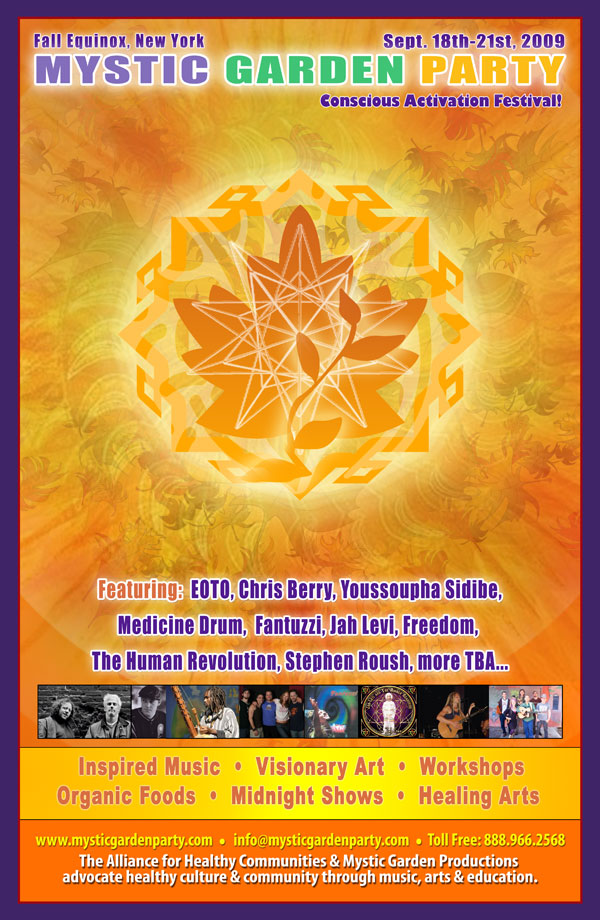 Fall Equinox, New York Sept. 18th-21st, 2009
MYSTIC GARDEN PARTY
Conscious Activation Festival!
Featuring: EOTO, Chris Berry, Youssoupha Sidibe,
Medicine Drum, Fantuzzi, Jah Levi, Freedom,
The Human Revolution, Stephen Roush, more TBA...
Inspired Music • Visionary Art • Workshops
Organic Foods • Midnight Shows • Healing Arts
www.mysticgardenparty.com • info@mysticgardenparty.com • Toll Free: 888.966.2568
The Alliance for Healthy Communities & Mystic Garden Productions
advocate healthy culture & community through music, arts & education.